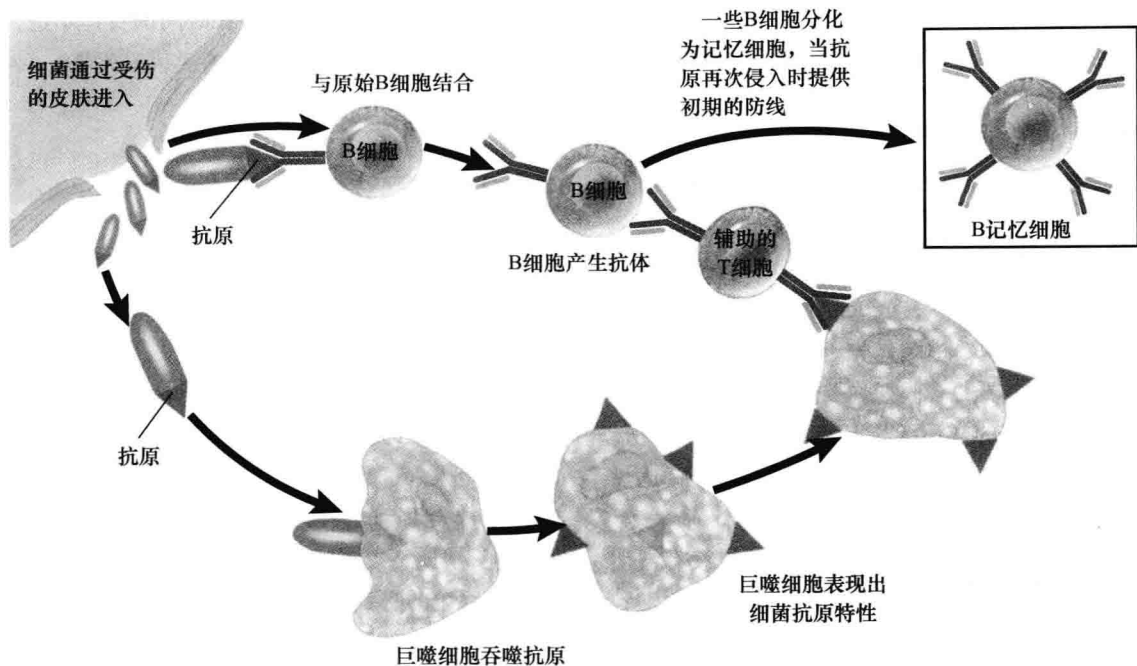 细菌通过受伤
的皮肤进入
与原始B细胞结合
一些B细胞分化
为记忆细胞，当抗
原再次侵入时提供
初期的防线
B细胞
抗原
B细胞
B细胞产生抗体
辅助的
T细胞
B记忆细胞
抗原
巨噬细胞吞噬抗原
巨噬细胞表现出
细菌抗原特性